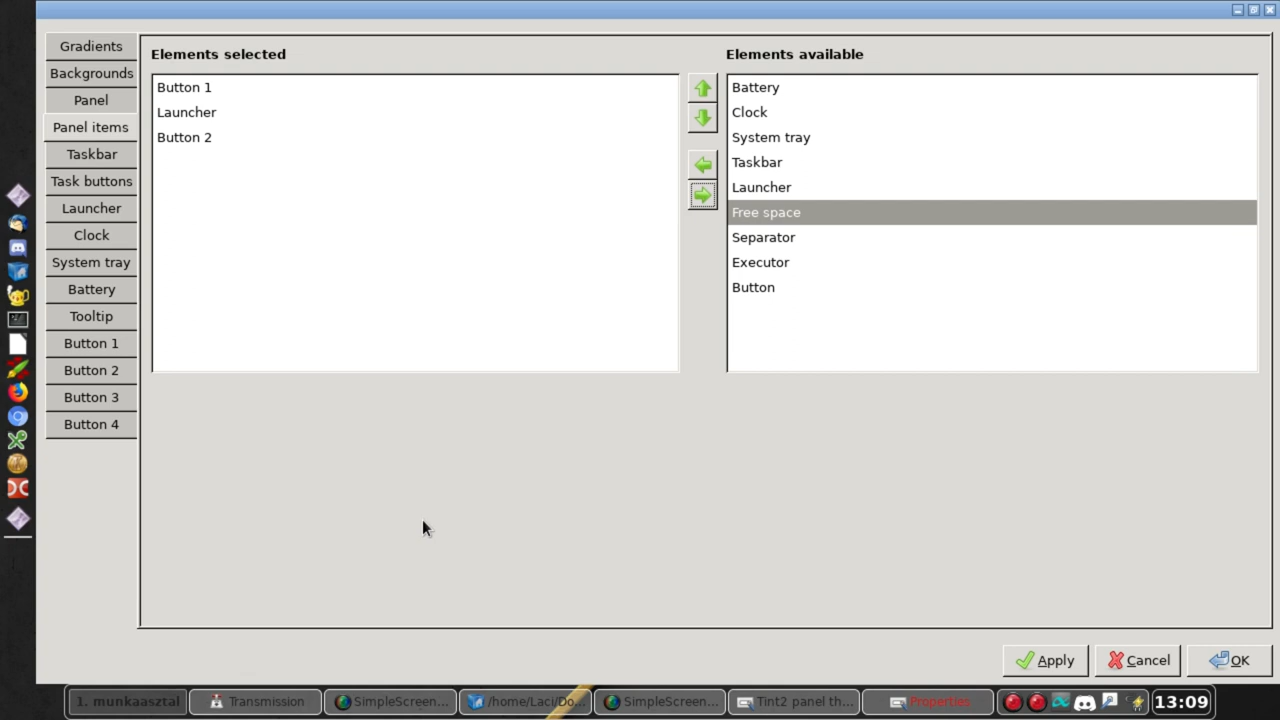 Gradients
Backgrounds
Panel
Panel items
Taskbar
Task buttons
Launcher
Clock
System tray
Battery
Tooltip
Button 1
Button 2
Button 3
Button 4
Elements selected
Button 1
Launcher
Button 2
Elements available
Battery
Clock
System tray
Taskbar
Launcher
Free space
Separator
Executor
Button
Apply
Cancel
OK
1. munkaasztal
Transmission
SimpleScreen...
/home/Laci/Do...
SimpleScreen...
Tint2 panel th...
Properties
13:09